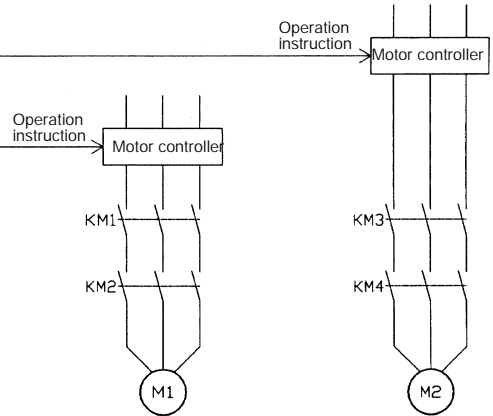 Operation
instruction
Motor controller
Operation
instruction
Motor controller
KM1
KM3
KM2
KM4
M1
M2